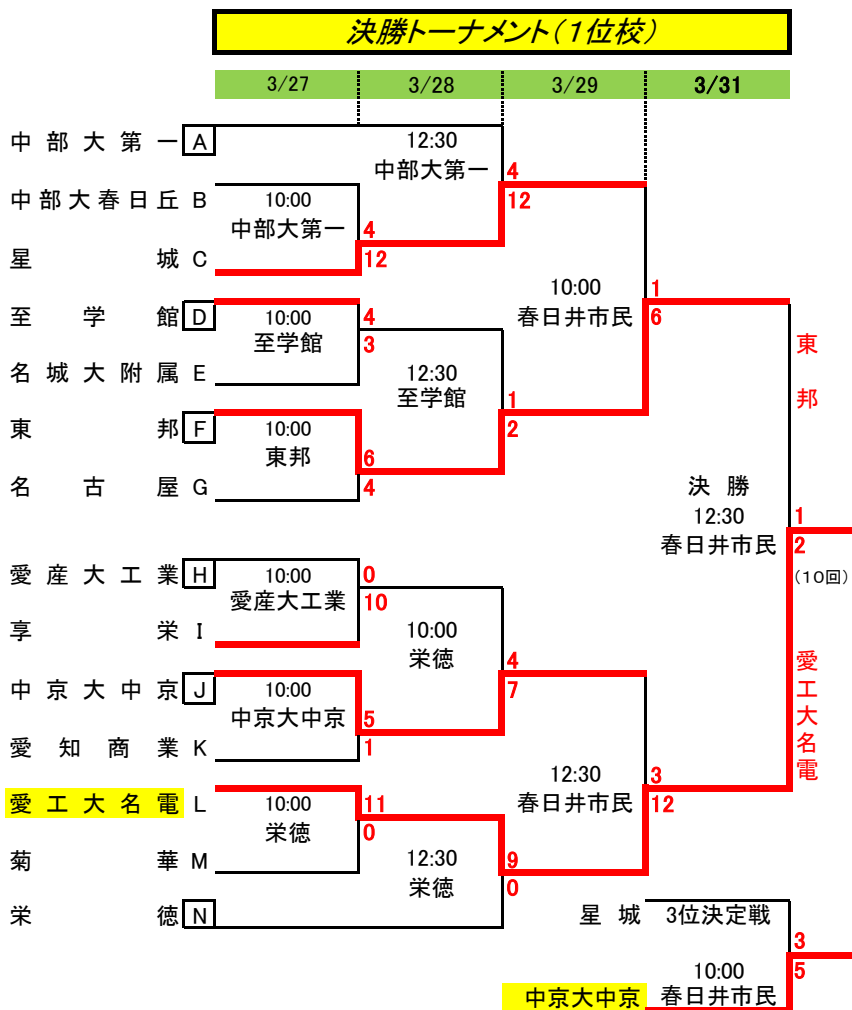 決勝トーナメント（１位校）
3/27 3/28 3/29 3/31
中部大第一 A
12:30
中部大第一
4
12
中部大春日丘 B
10:00
中部大第一
4
12
星城 C
10:00
春日井市民
1
6
至学館 D
10:00
至学館
4
3
名城大附属 E
12:30
至学館
1
2
東邦 F
10:00
東邦
6
4
名古屋 G
東邦
決勝
12:30
春日井市民
1
2
（１０回）
愛工大名電
愛産大工業 H
10:00
愛産大工業
0
10
享栄 I
10:00
栄徳
4
7
中京大中京 J
10:00
中京大中京
5
1
愛知商業 K
12:30
春日井市民
3
12
愛工大名電 L
10:00
栄徳
11
0
菊華 M
12:30
栄徳
9
0
栄徳 N
星城 3位決定戦
3
5
10:00
中京大中京 春日井市民